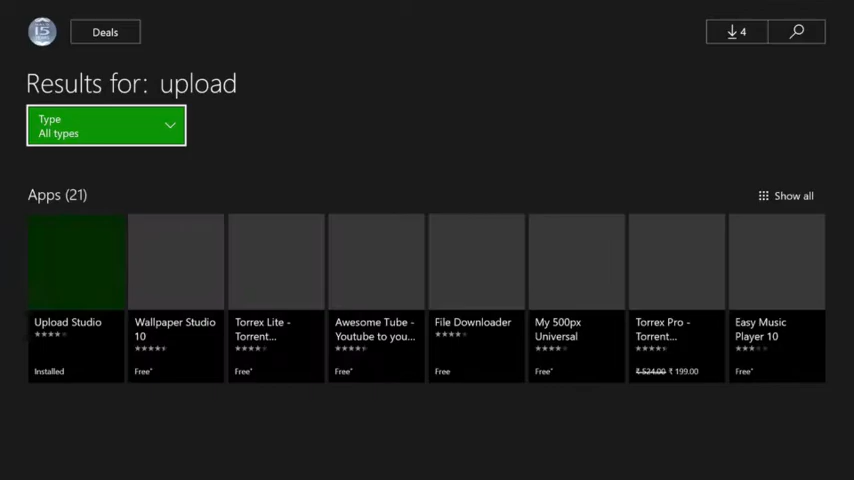 15
Deals
4
Results for: upload
Type
All types
Apps (21)
Show all
Upload Studio
Installed
Wallpaper Studio
10
Free*
Torrex Lite -
Torrent...
Free*
Awesome Tube -
Youtube to you...
Free*
File Downloader
Free
My 500px
Universal
Free*
Torrex Pro -
Torrent...
₹ 524.00 ₹ 199.00
Easy Music
Player 10
Free*